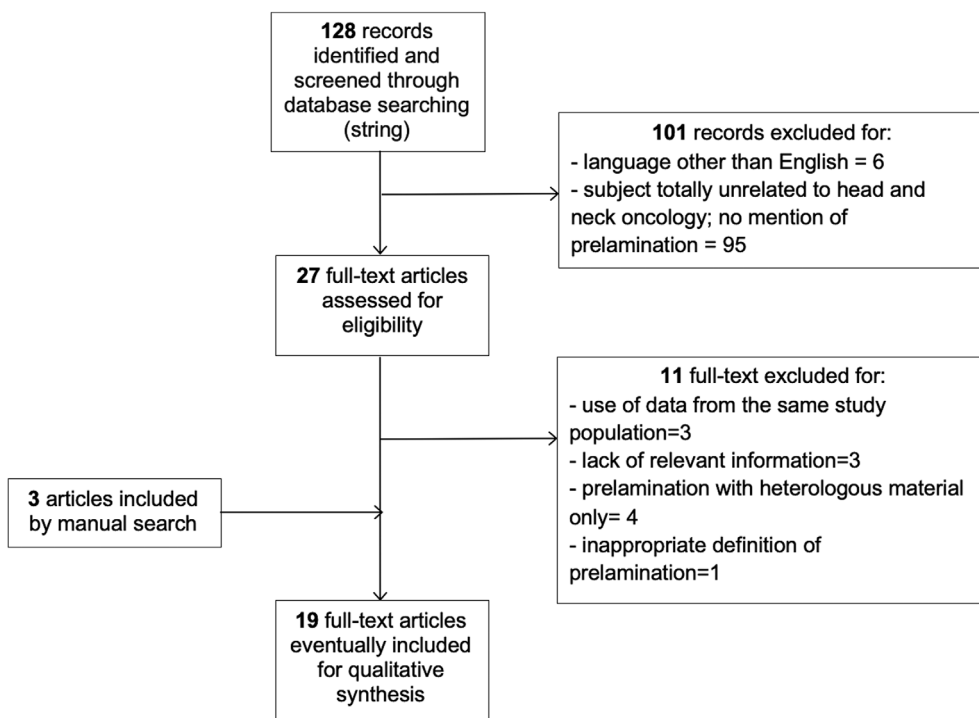 128 records
identified and
screened through
database searching
(string)
101 records excluded for:
- language other than English = 6
- subject totally unrelated to head and
neck oncology; no mention of
prelamination = 95
27 full-text articles
assessed for
eligibility
11 full-text excluded for:
- use of data from the same study
population=3
- lack of relevant information=3
- prelamination with heterologous material
only= 4
- inappropriate definition of
prelamination=1
3 articles included
by manual search
19 full-text articles
eventually included
for qualitative
synthesis